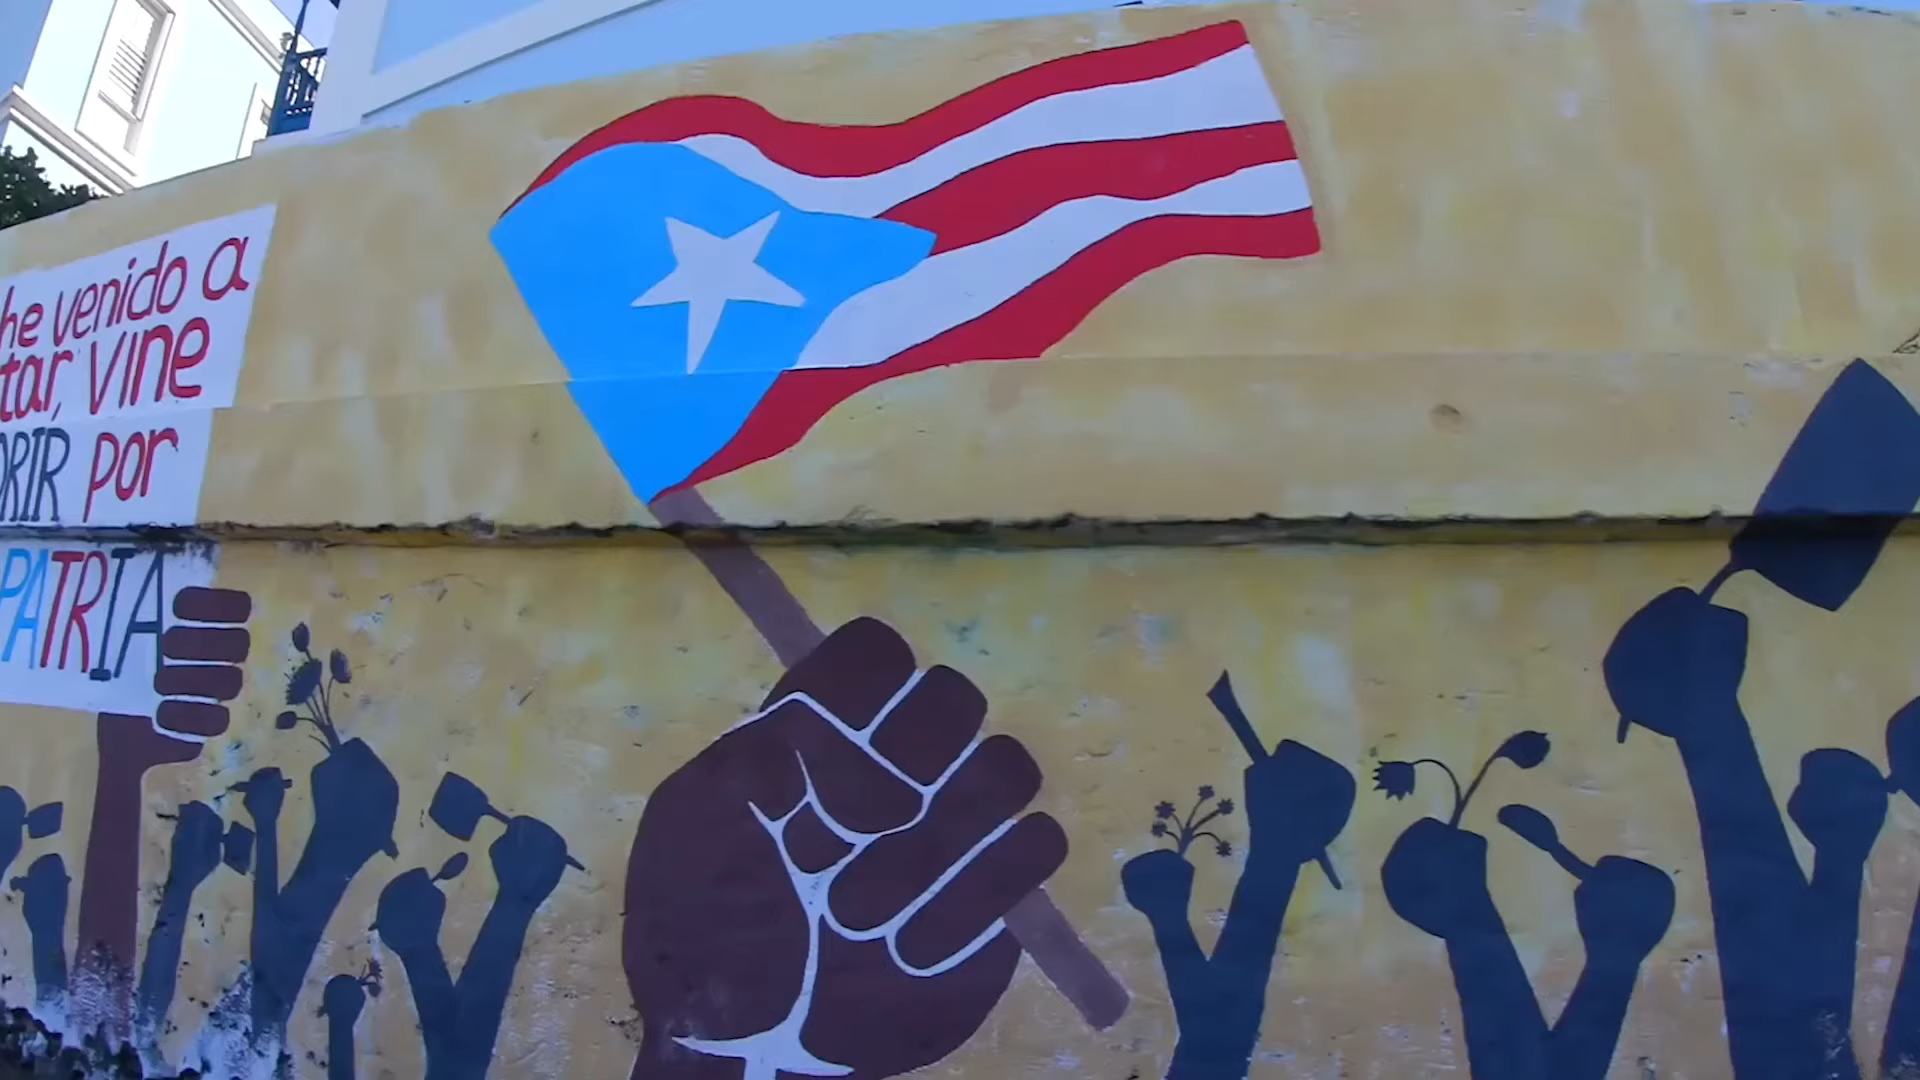 he venido a
tar, vine
ORIR por
PATRIA